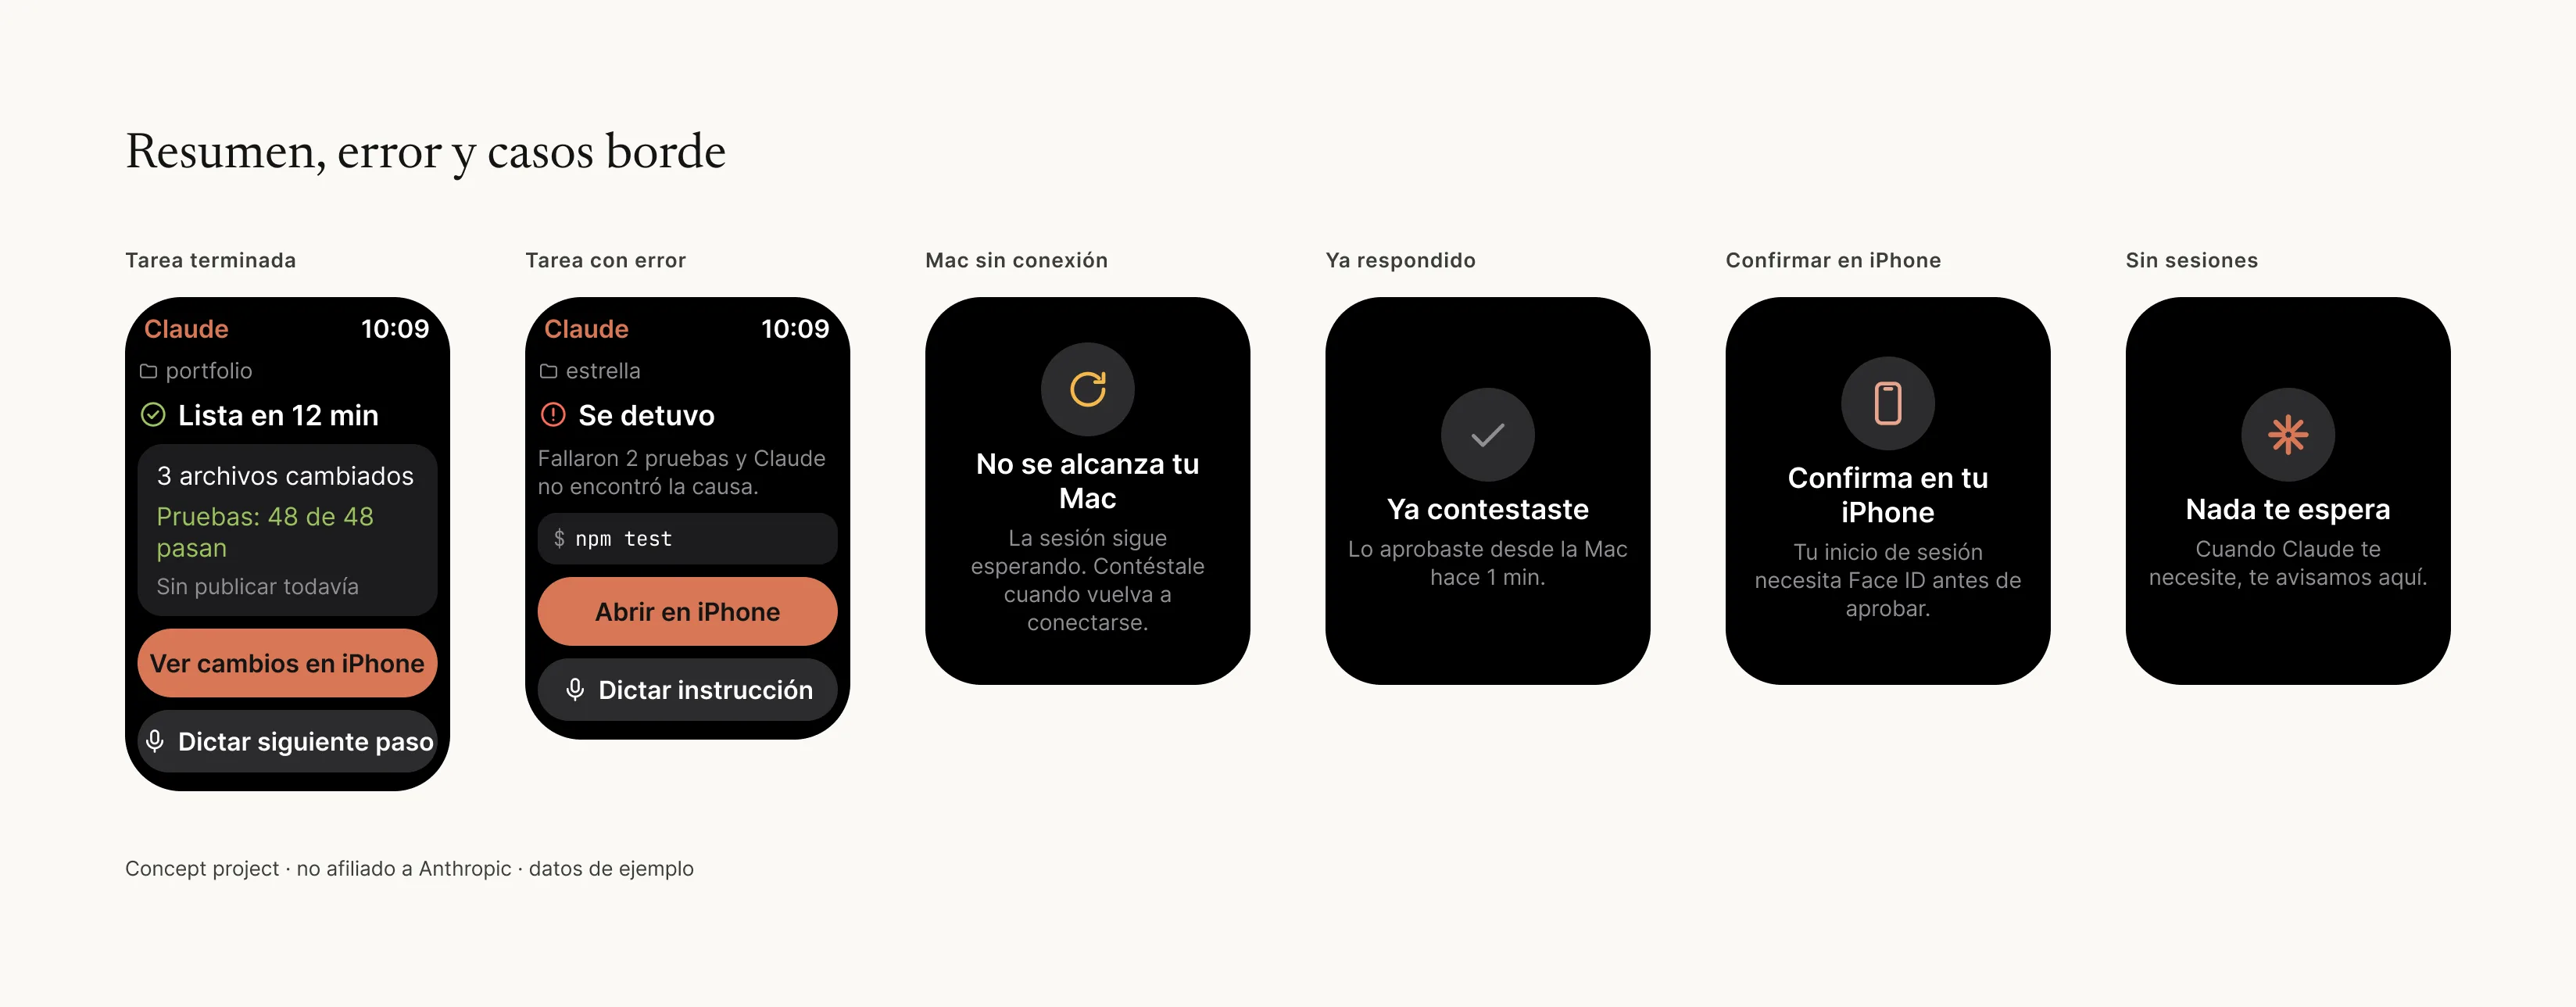 Resumen, error y casos borde
Tarea terminada
Claude 10:09
portfolio
Lista en 12 min
3 archivos cambiados
Pruebas: 48 de 48
pasan
Sin publicar todavía
Ver cambios en iPhone
Dictar siguiente paso
Tarea con error
Claude 10:09
estrella
Se detuvo
Fallaron 2 pruebas y Claude
no encontró la causa.
$ npm test
Abrir en iPhone
Dictar instrucción
Mac sin conexión
No se alcanza tu
Mac
La sesión sigue
esperando. Contéstale
cuando vuelva a
conectarse.
Ya respondido
Ya contestaste
Lo aprobaste desde la Mac
hace 1 min.
Confirmar en iPhone
Confirma en tu
iPhone
Tu inicio de sesión
necesita Face ID antes de
aprobar.
Sin sesiones
Nada te espera
Cuando Claude te
necesite, te avisamos aquí.
Concept project · no afiliado a Anthropic · datos de ejemplo